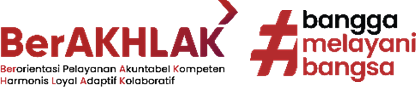 BerAKHLAK
Berorientasi Pelayanan Akuntabel Kompeten
Harmonis Loyal Adaptif Kolaboratif
#bangga
melayani
bangsa